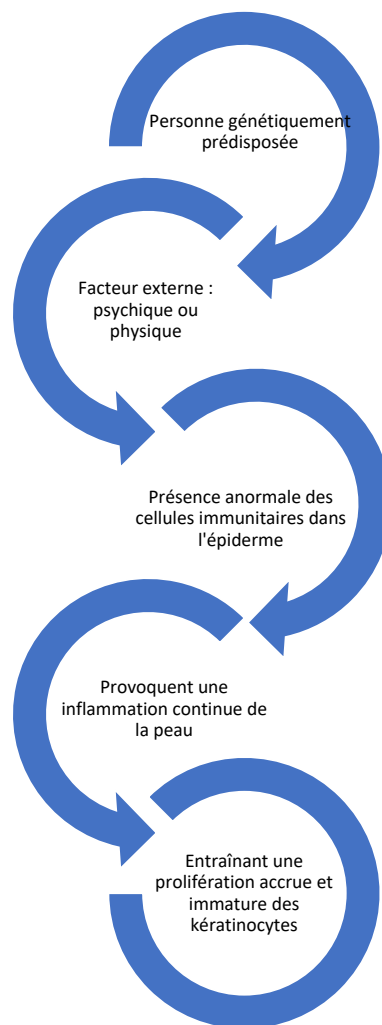 Personne génétiquement
prédisposée
Facteur externe :
psychique ou
physique
Présence anormale des
cellules immunitaires dans
l'épiderme
Provoquent une
inflammation continue de
la peau
Entraînant une
prolifération accrue et
immature des
kératinocytes